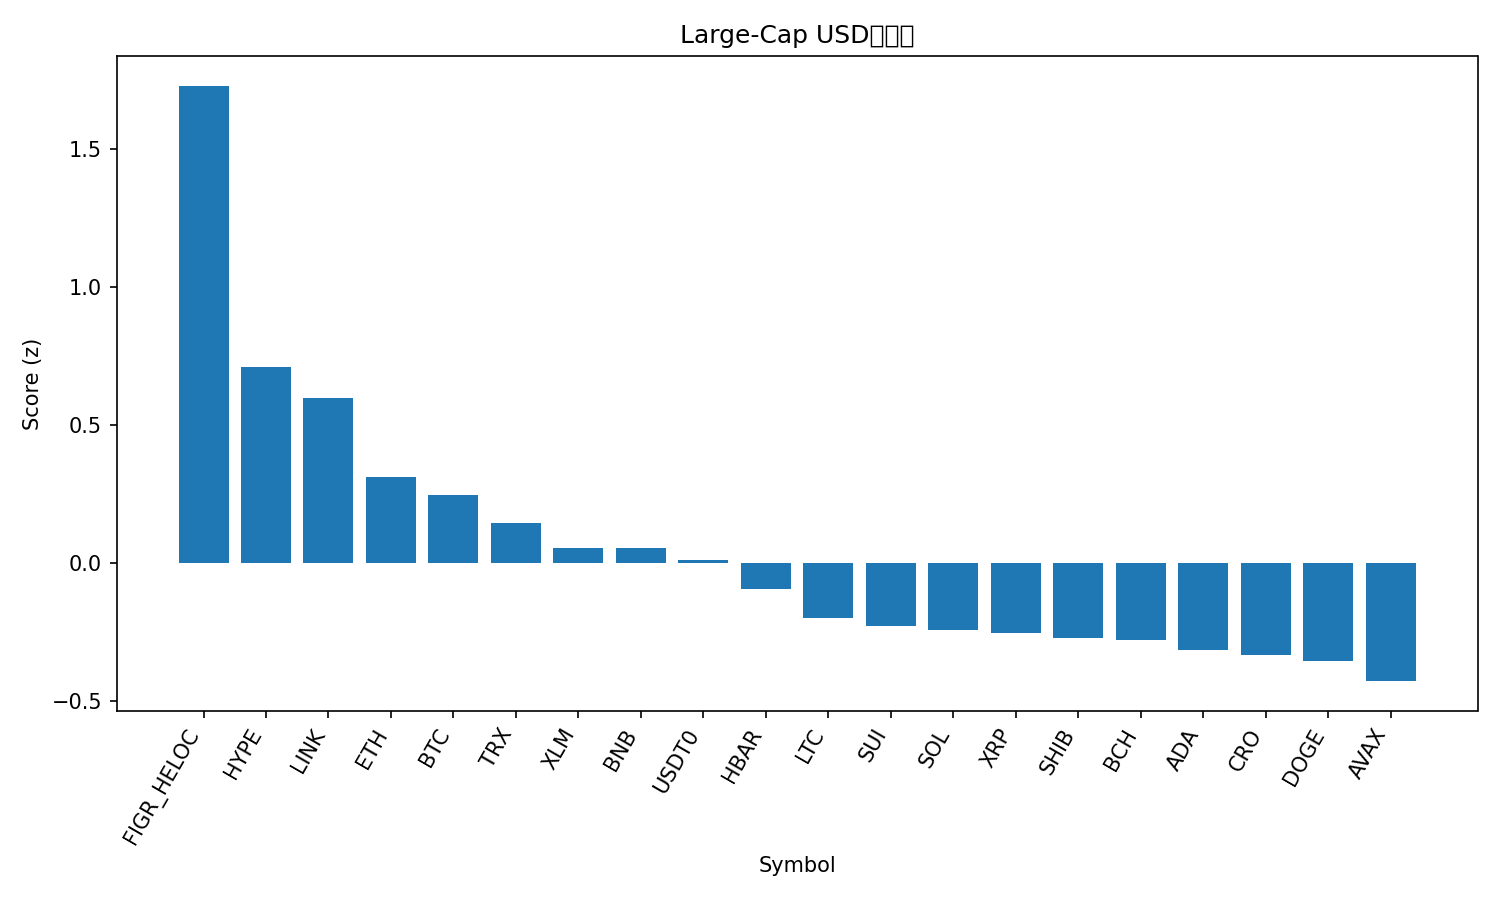 Large-Cap USD
Score (z)
1.5
1.0
0.5
0.0
−0.5
FIGR_HELOC
HYPE
LINK
ETH
BTC
TRX
XLM
BNB
USDT0
HBAR
LTC
SUI
SOL
XRP
SHIB
BCH
ADA
CRO
DOGE
AVAX
Symbol